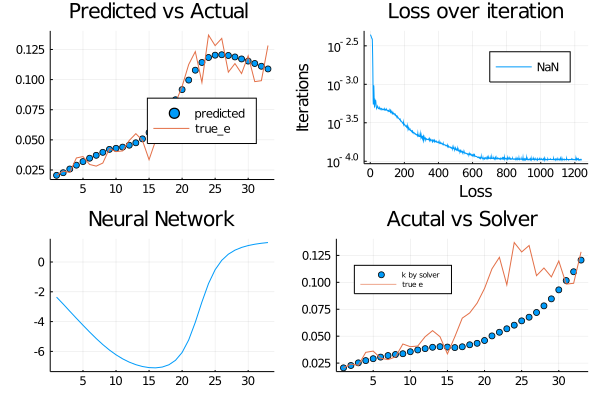 Predicted vs Actual
0.125
0.100
0.050
0.025
5 10 15 20 25 30
predicted
true_e
Loss over iteration
Iterations
10^-2.5
10^-3.0
10^-3.5
10^-4.0
0 200 400 600 800 1000 1200
Loss
NaN
Neural Network
0
-2
-4
-6
5 10 15 20 25 30
Acutal vs Solver
0.125
0.100
0.075
0.050
0.025
5 10 15 20 25 30
k by solver
true e